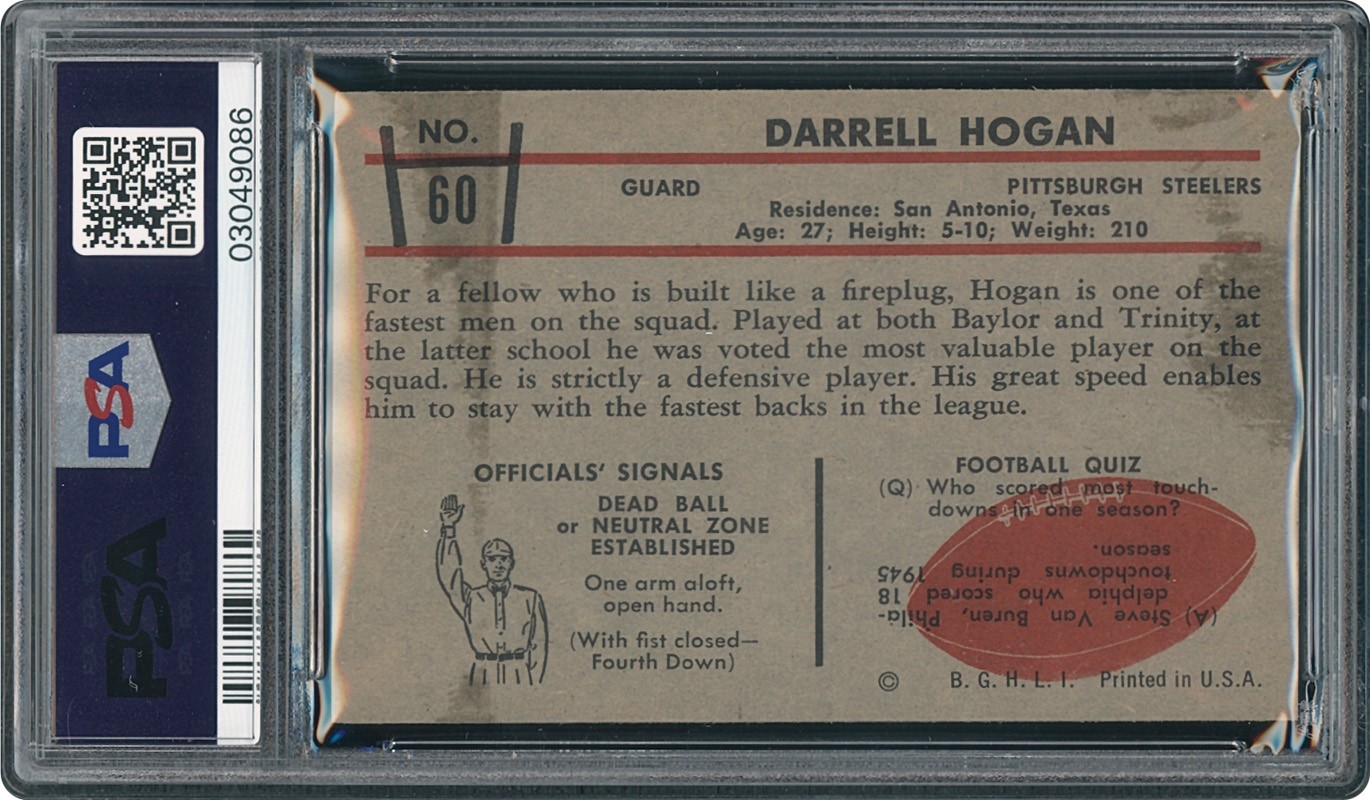 03049086
PSA
PSA
NO.
60
DARRELL HOGAN
GUARD
PITTSBURGH STEELERS
Residence: San Antonio, Texas
Age: 27; Height: 5-10; Weight: 210
For a fellow who is built like a fireplug, Hogan is one of the
fastest men on the squad. Played at both Baylor and Trinity, at
the latter school he was voted the most valuable player on the
squad. He is strictly a defensive player. His great speed enables
him to stay with the fastest backs in the league.
OFFICIALS' SIGNALS
DEAD BALL
or NEUTRAL ZONE
ESTABLISHED
One arm aloft,
open hand.
(With fist closed—
Fourth Down)
FOOTBALL QUIZ
(Q) Who scored most touch-
downs in one season?
(A) Steve Van Buren, Phila-
delphia who scored 18
touchdowns during 1945
season.
© B. G. H. L. I. Printed in U.S.A.